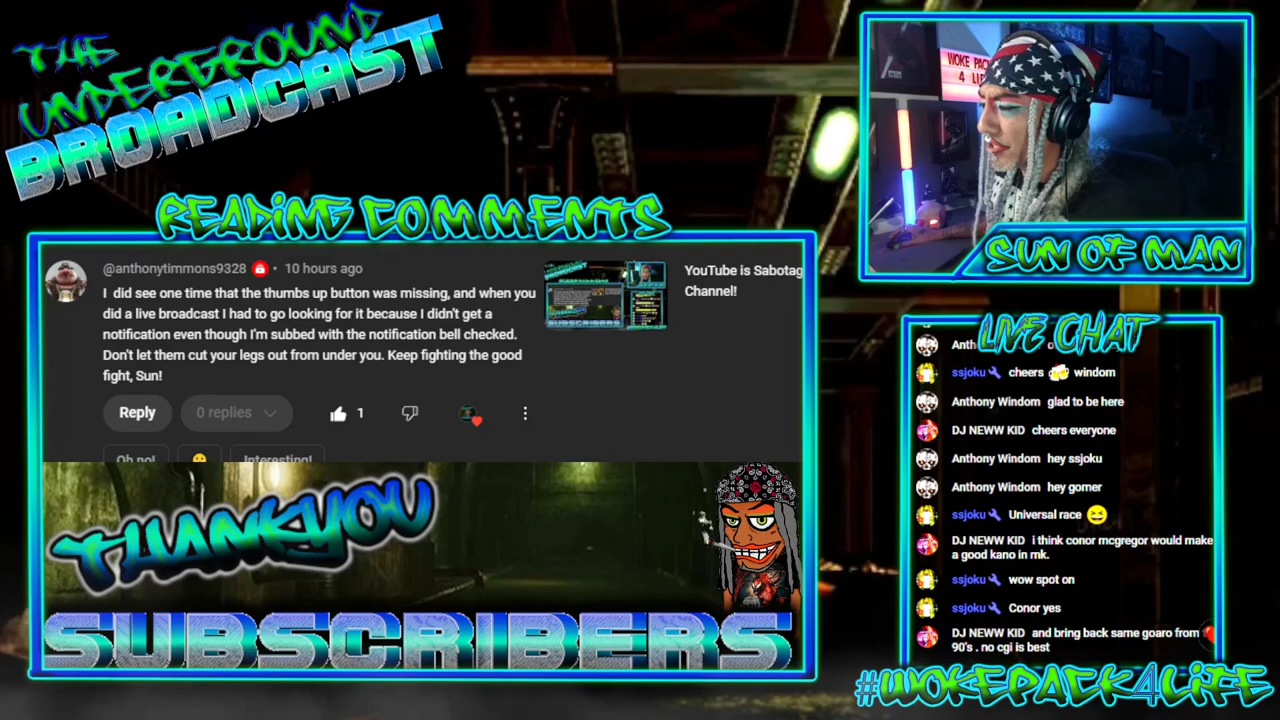 THE
UNDERGROUND
BROADCAST
READING COMMENTS
@anthonytimmons9328 • 10 hours ago
I did see one time that the thumbs up button was missing, and when you
did a live broadcast I had to go looking for it because I didn't get a
notification even though I'm subbed with the notification bell checked.
Don't let them cut your legs out from under you. Keep fighting the good
fight, Sun!
Reply 0 replies 1
Oh no! Interesting!
YouTube is Sabotag
Channel!
THANKYOU
SUBSCRIBERS
WOKE PAC
4 LI
SUN OF MAN
LIVE CHAT
Anth
ssjoku cheers windom
Anthony Windom glad to be here
DJ NEWW KID cheers everyone
Anthony Windom hey ssjoku
Anthony Windom hey gomer
ssjoku Universal race
DJ NEWW KID i think conor mcgregor would make
a good kano in mk.
ssjoku wow spot on
ssjoku Conor yes
DJ NEWW KID and bring back same goaro from
90's . no cgi is best
#WOKEPACK4LIFE